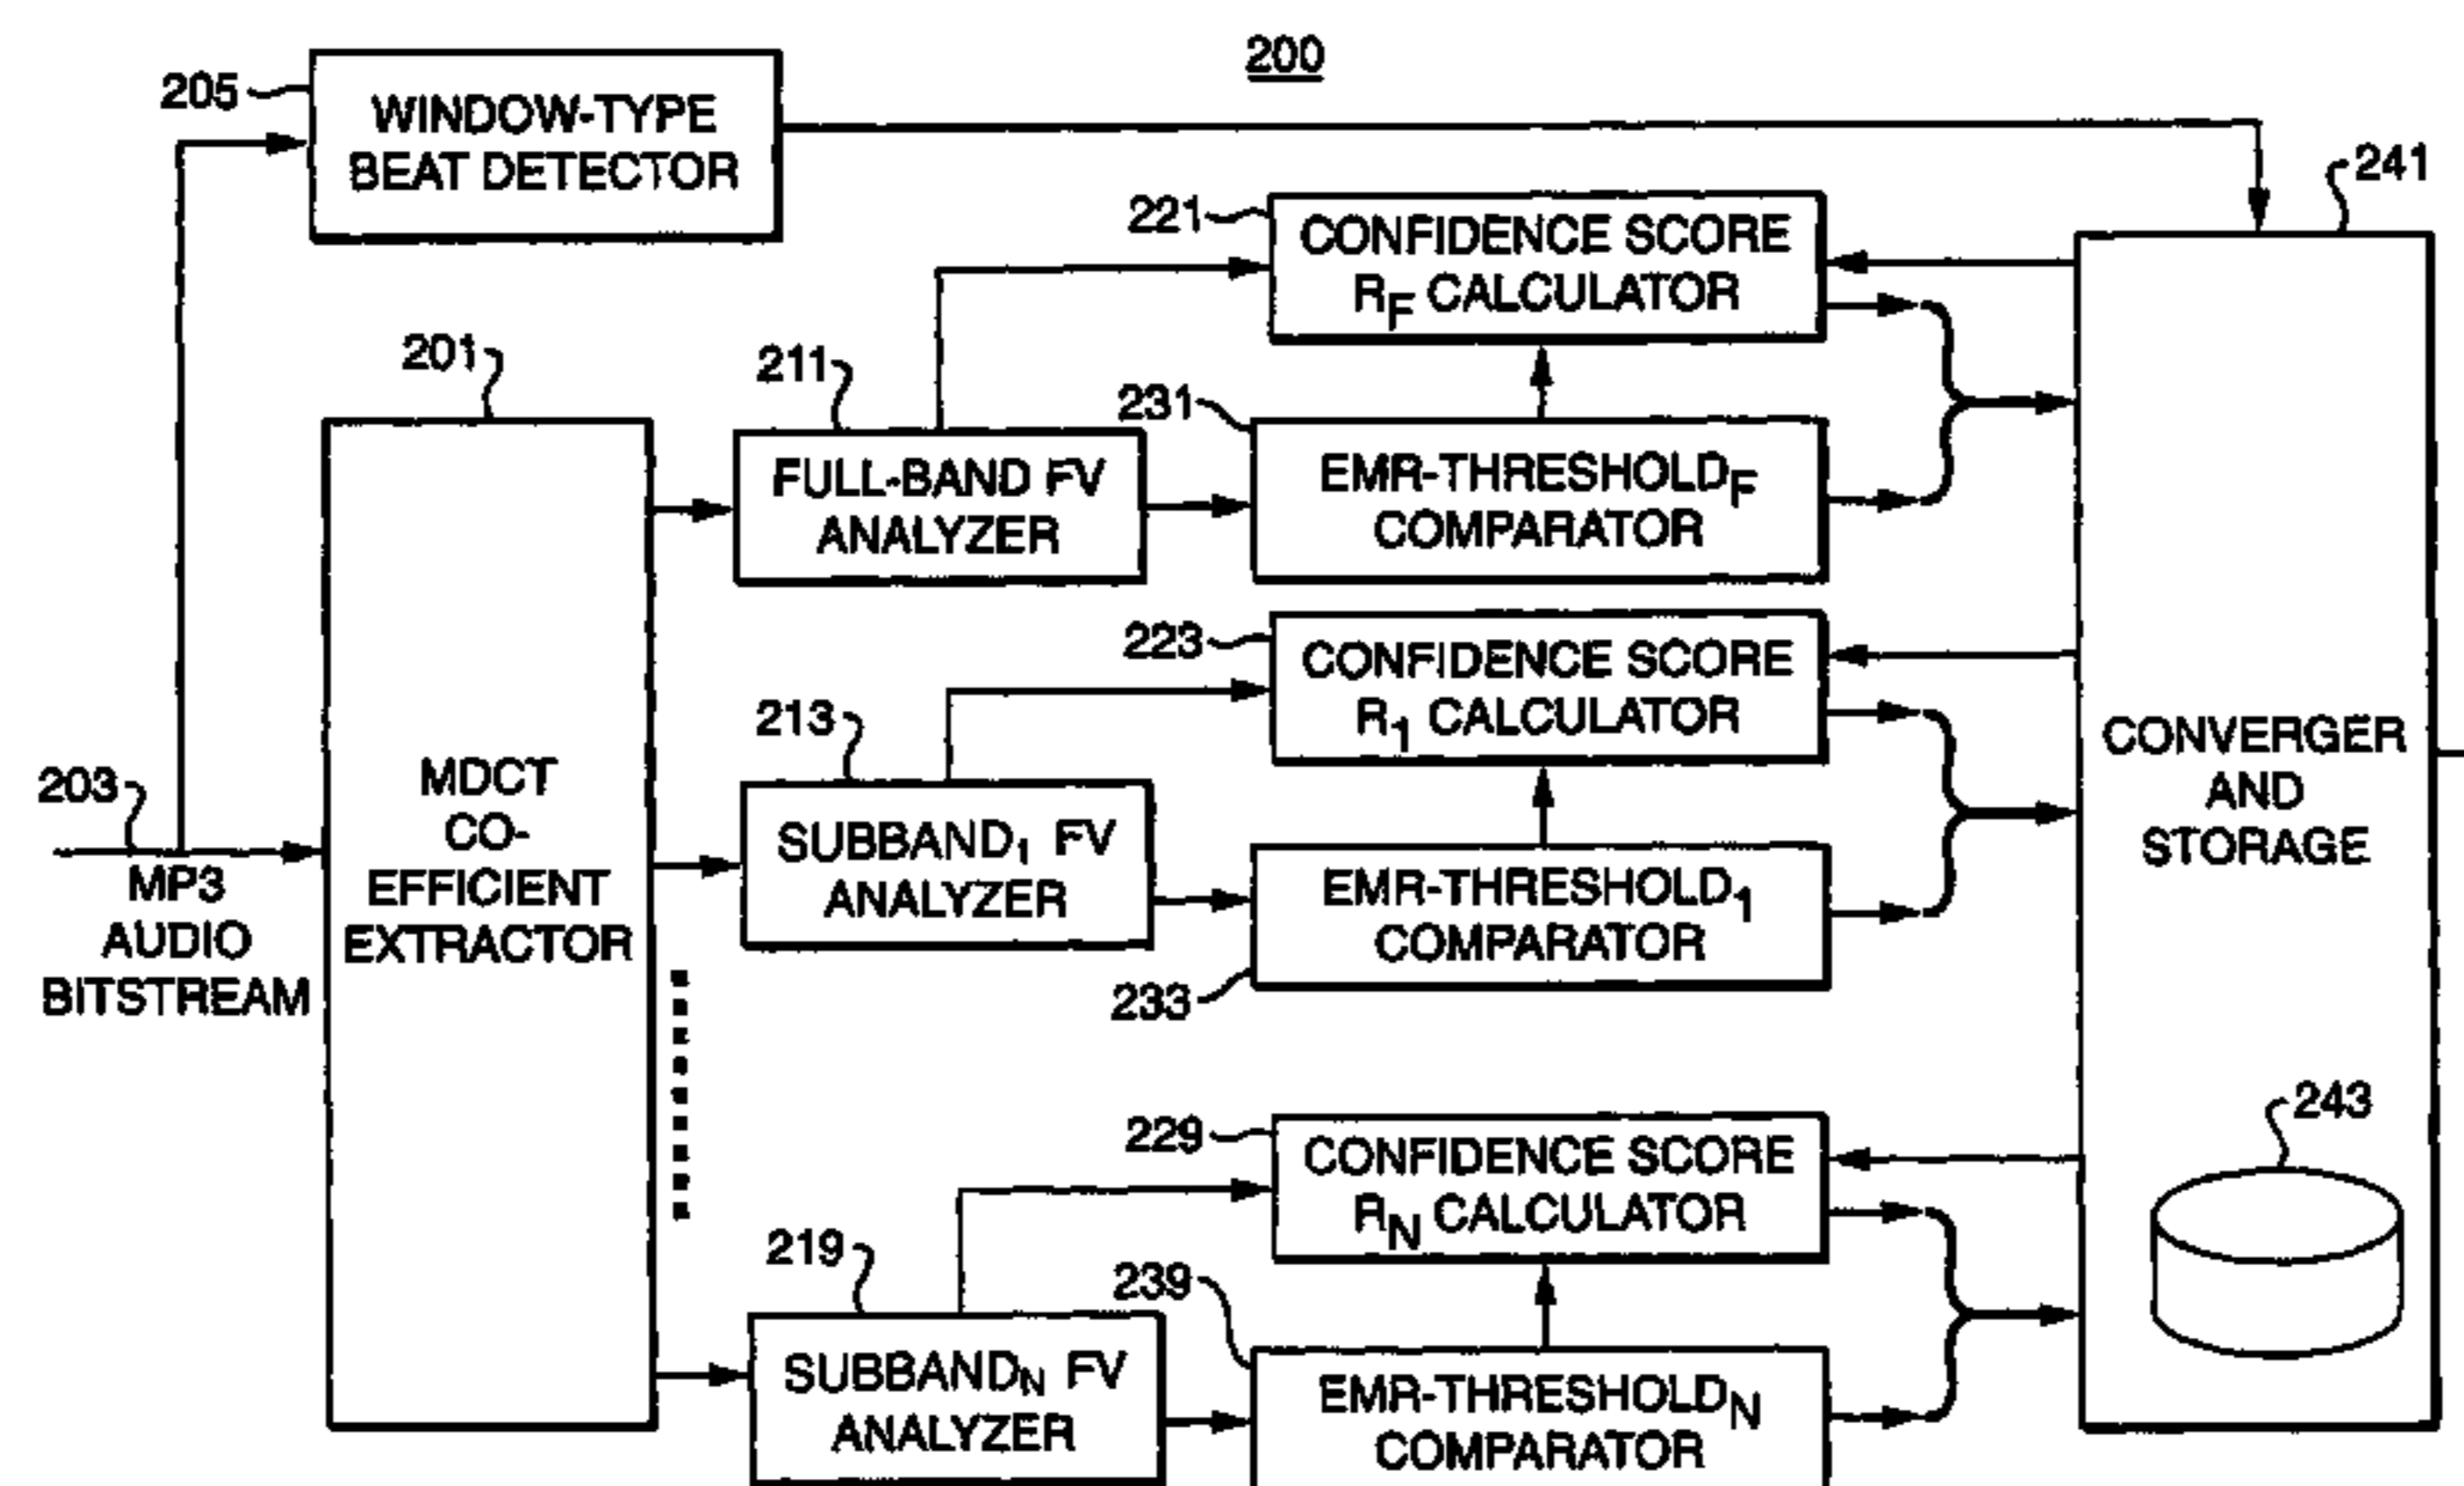 200
205
WINDOW-TYPE
BEAT DETECTOR
241
221
CONFIDENCE SCORE
RF CALCULATOR
201
211
231
FULL-BAND FV
ANALYZER
EMR-THRESHOLDF
COMPARATOR
223
CONFIDENCE SCORE
R1 CALCULATOR
213
SUBBAND1 FV
ANALYZER
EMR-THRESHOLD1
COMPARATOR
233
203
MP3
AUDIO
BITSTREAM
MDCT
CO-
EFFICIENT
EXTRACTOR
CONVERGER
AND
STORAGE
243
229
CONFIDENCE SCORE
RN CALCULATOR
219
239
SUBBANDN FV
ANALYZER
EMR-THRESHOLDN
COMPARATOR